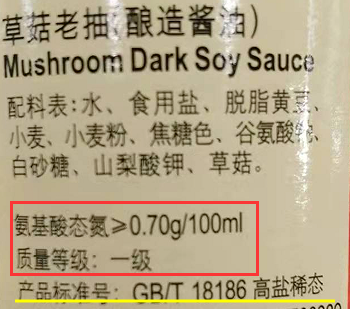 草菇老抽(酿造酱油)
Mushroom Dark Soy Sauce
配料表:水、食用盐、脱脂黄豆、
小麦、小麦粉、焦糖色、谷氨酸钠、
白砂糖、山梨酸钾、草菇。
氨基酸态氮≥0.70g/100ml
质量等级:一级
产品标准号:GB/T 18186 高盐稀态